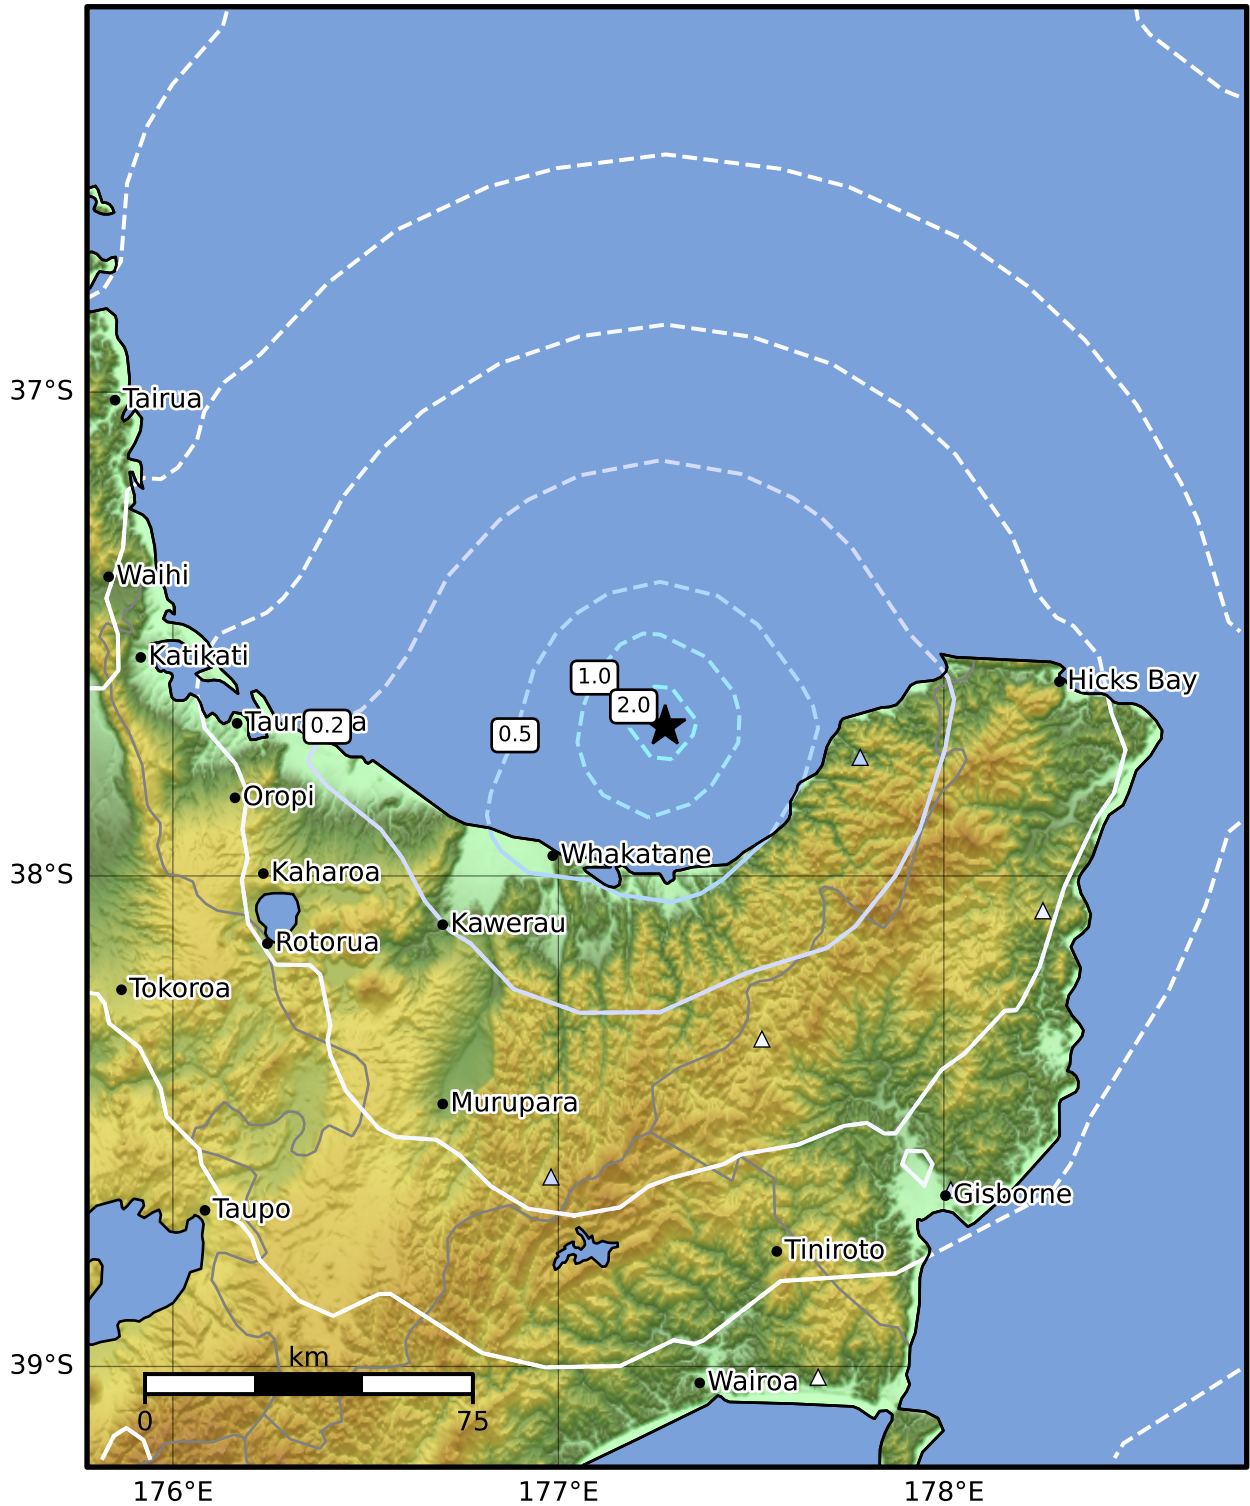 37°S
Tairua
Waihi
Katikati
Hicks Bay
1.0
2.0
0.2
0.5
Oropi
Whakatane
38°S
Kaharoa
Kawerau
Rotorua
Tokoroa
Murupara
Gisborne
Taupo
Tiniroto
39°S
km
Wairoa
0
75
176°E
177°E
178°E